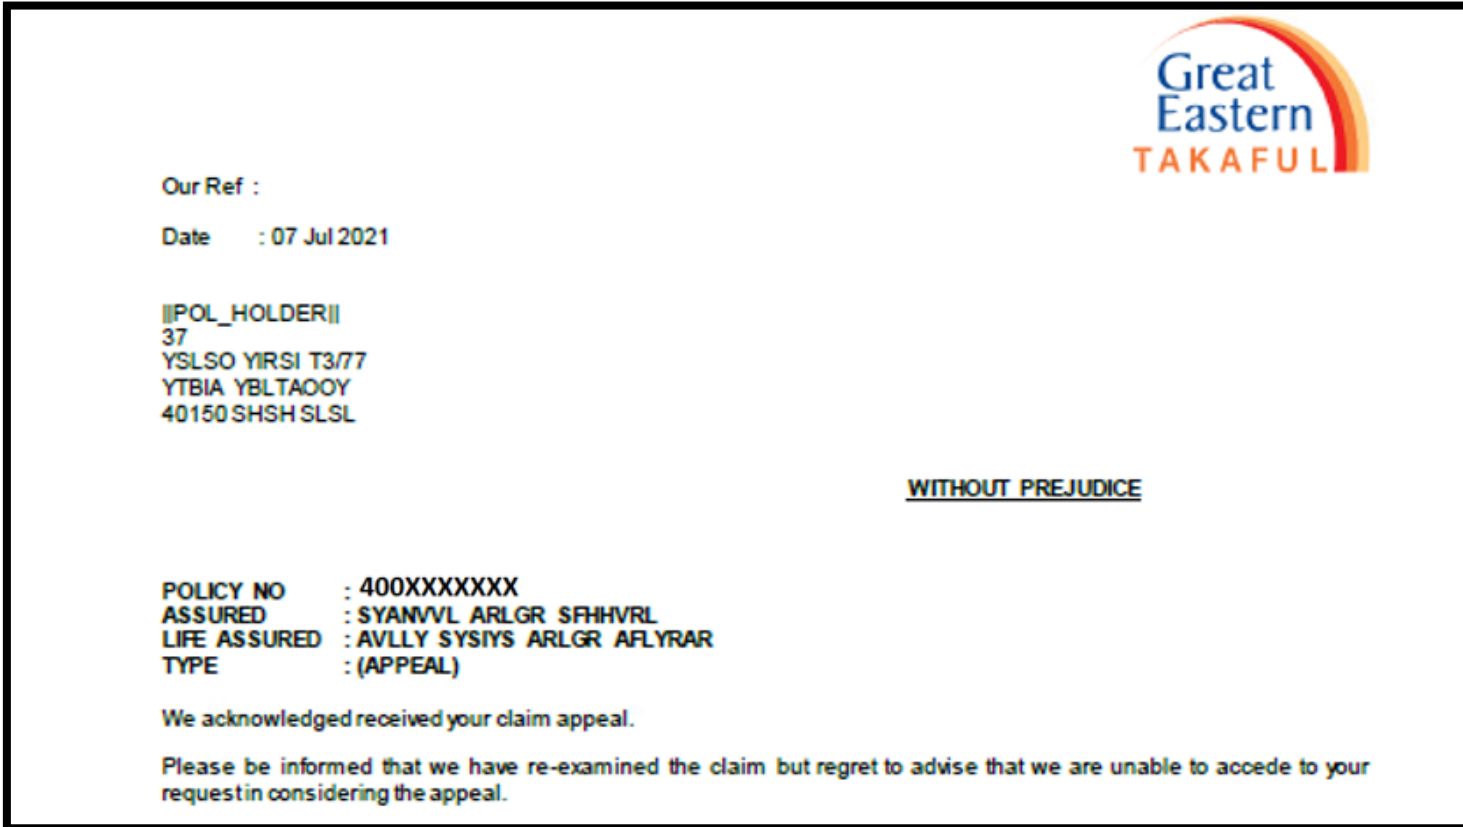 Great
Eastern
TAKAFUL
Our Ref :
Date : 07 Jul 2021
||POL_HOLDER||
37
YSLSO YIRSI T3/77
YTBIA YBLTAOOY
40150 SHSH SLSL
WITHOUT PREJUDICE
POLICY NO : 400XXXXXXX
ASSURED : SYANVVL ARLGR SFHHVRL
LIFE ASSURED : AVLLY SYSIYS ARLGR AFLYRAR
TYPE : (APPEAL)
We acknowledged received your claim appeal.
Please be informed that we have re-examined the claim but regret to advise that we are unable to accede to your
request in considering the appeal.